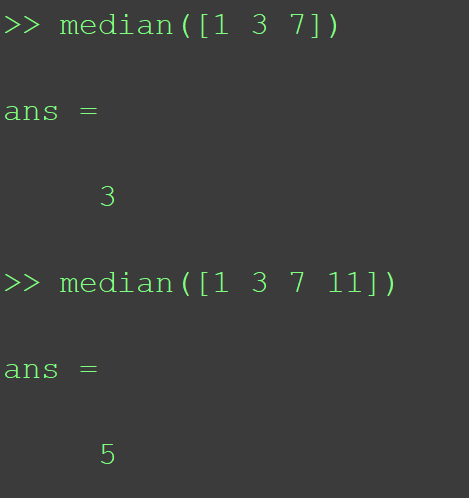 >> median([1 3 7])
ans =
3
>> median([1 3 7 11])
ans =
5